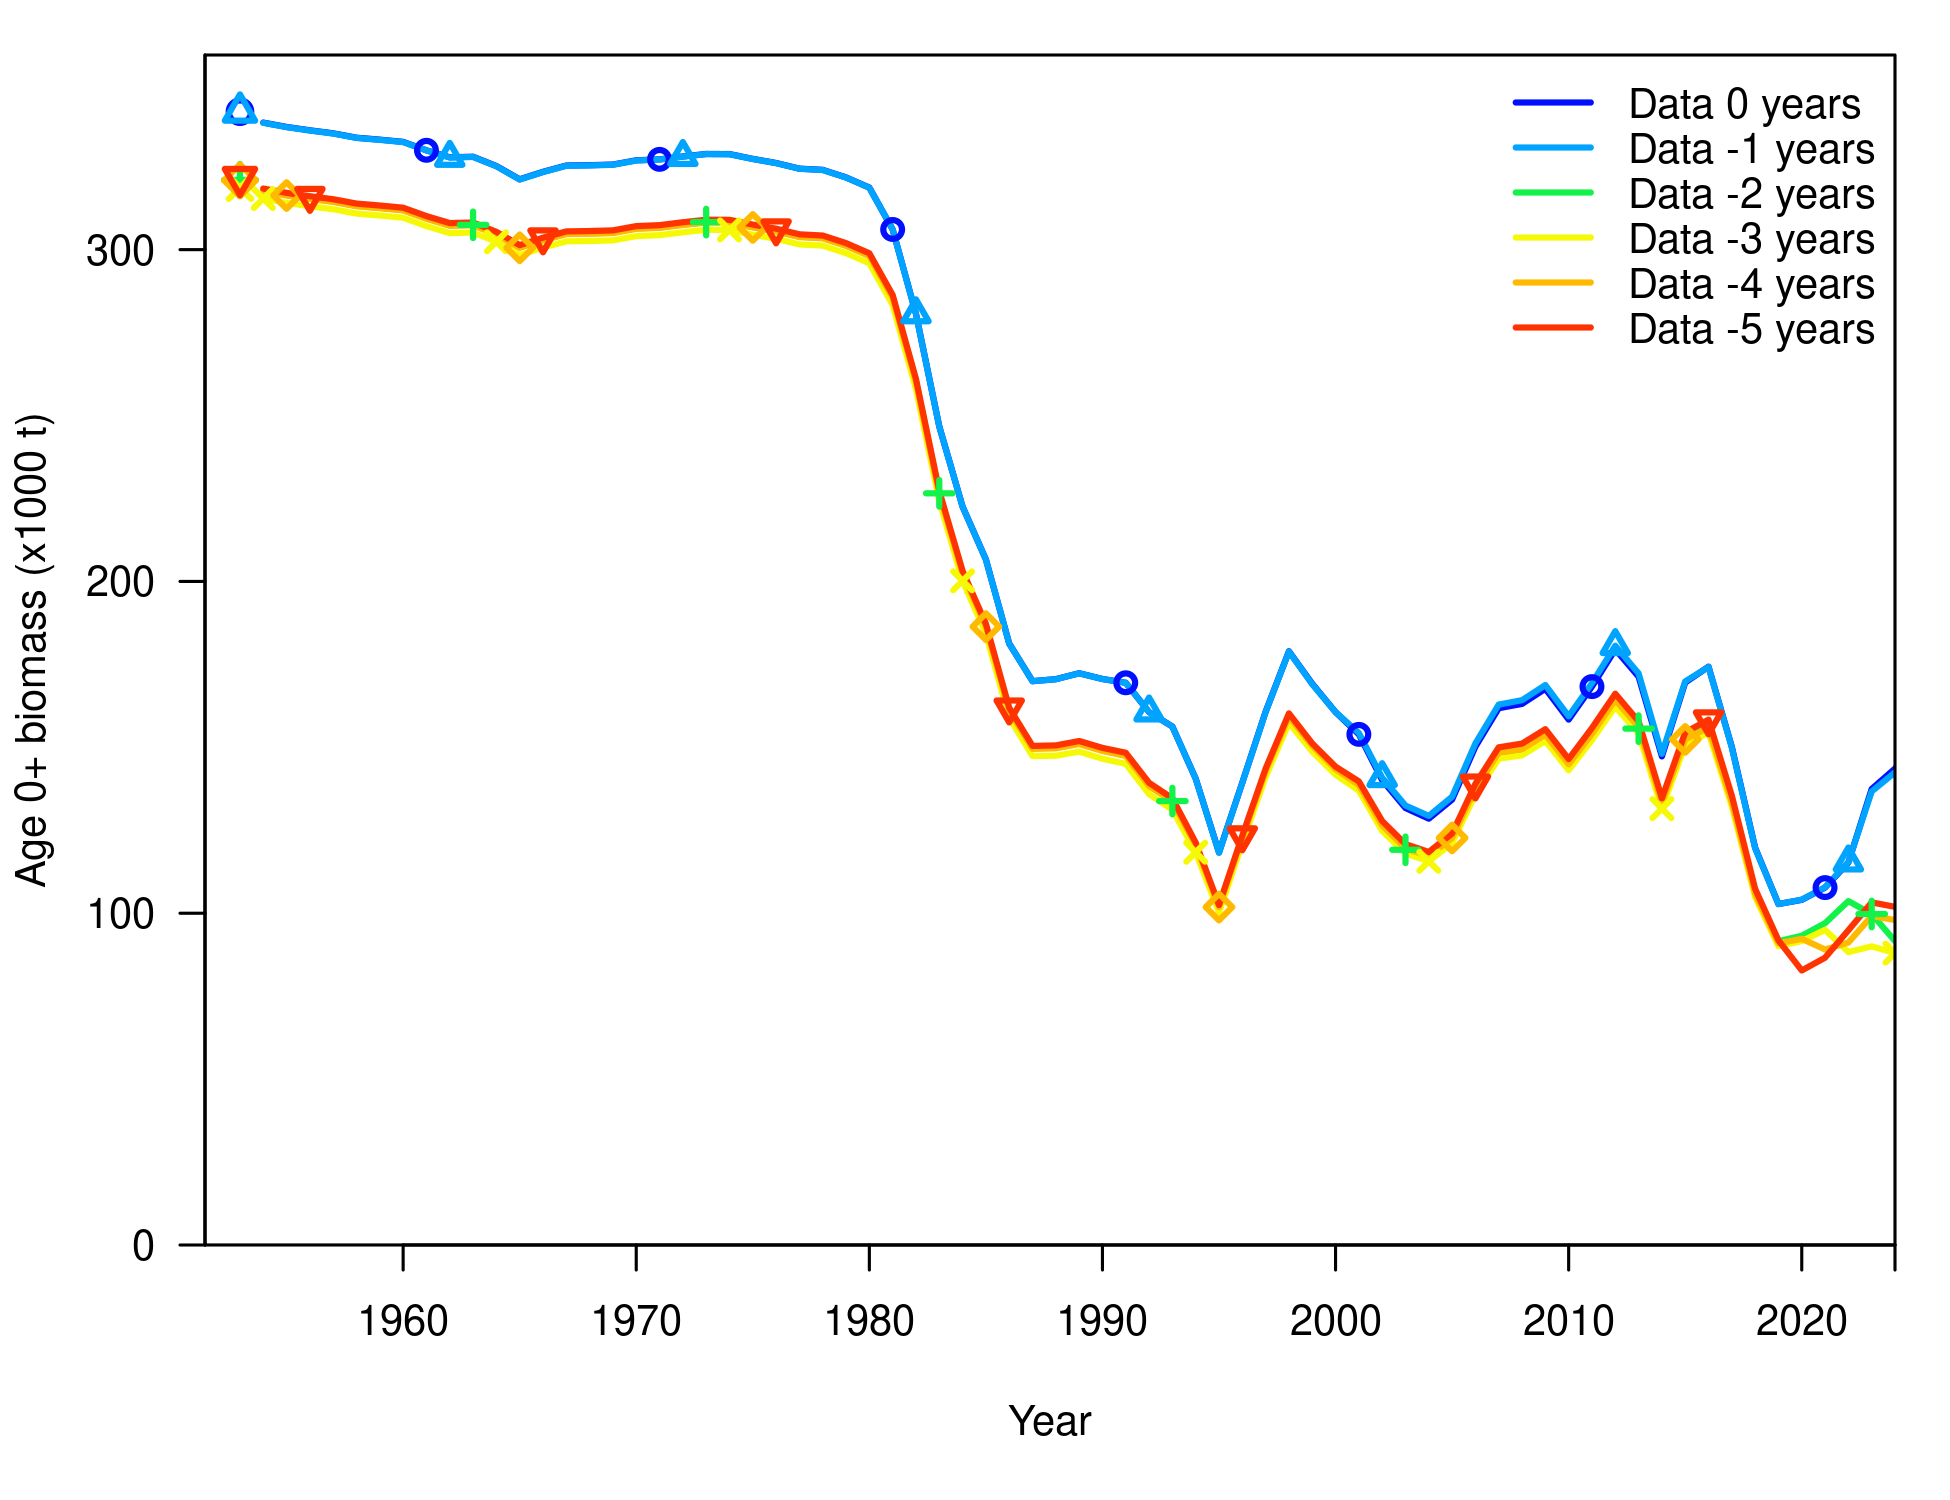 Data 0 years
Data -1 years
Data -2 years
Data -3 years
Data -4 years
Data -5 years
Age 0+ biomass (x1000 t)
300
200
100
0
1960 1970 1980 1990 2000 2010 2020
Year